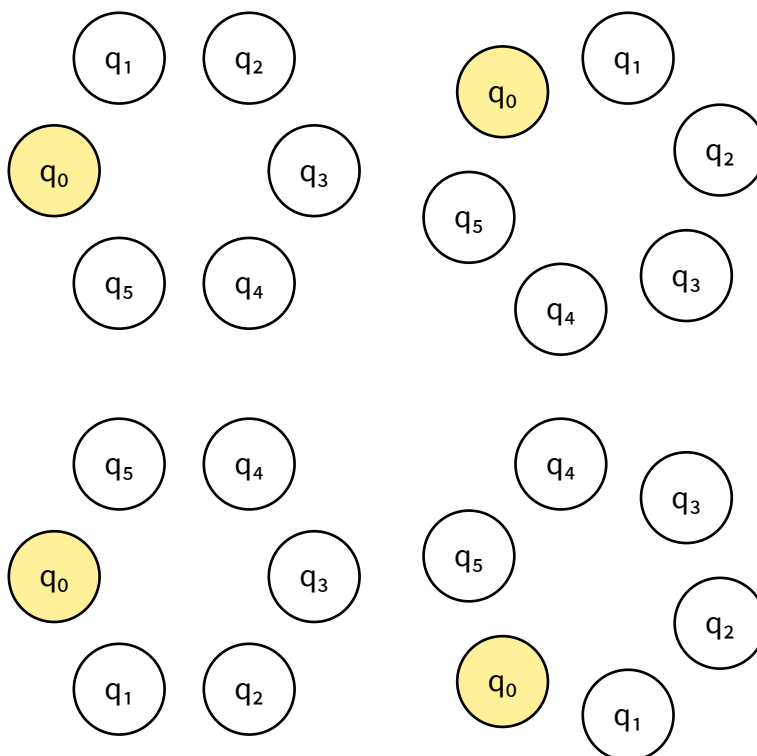 q₁ q₂
q₀ q₃
q₅ q₄
q₀ q₁
q₂
q₅ q₃
q₄
q₅ q₄
q₀ q₃
q₁ q₂
q₄ q₃
q₅
q₂
q₀ q₁